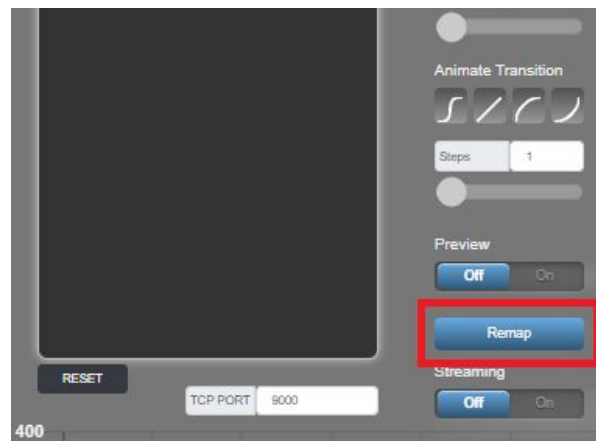 Animate Transition
Steps 1
Preview
Off On
Remap
Streaming
Off On
RESET
TCP PORT 9000
400